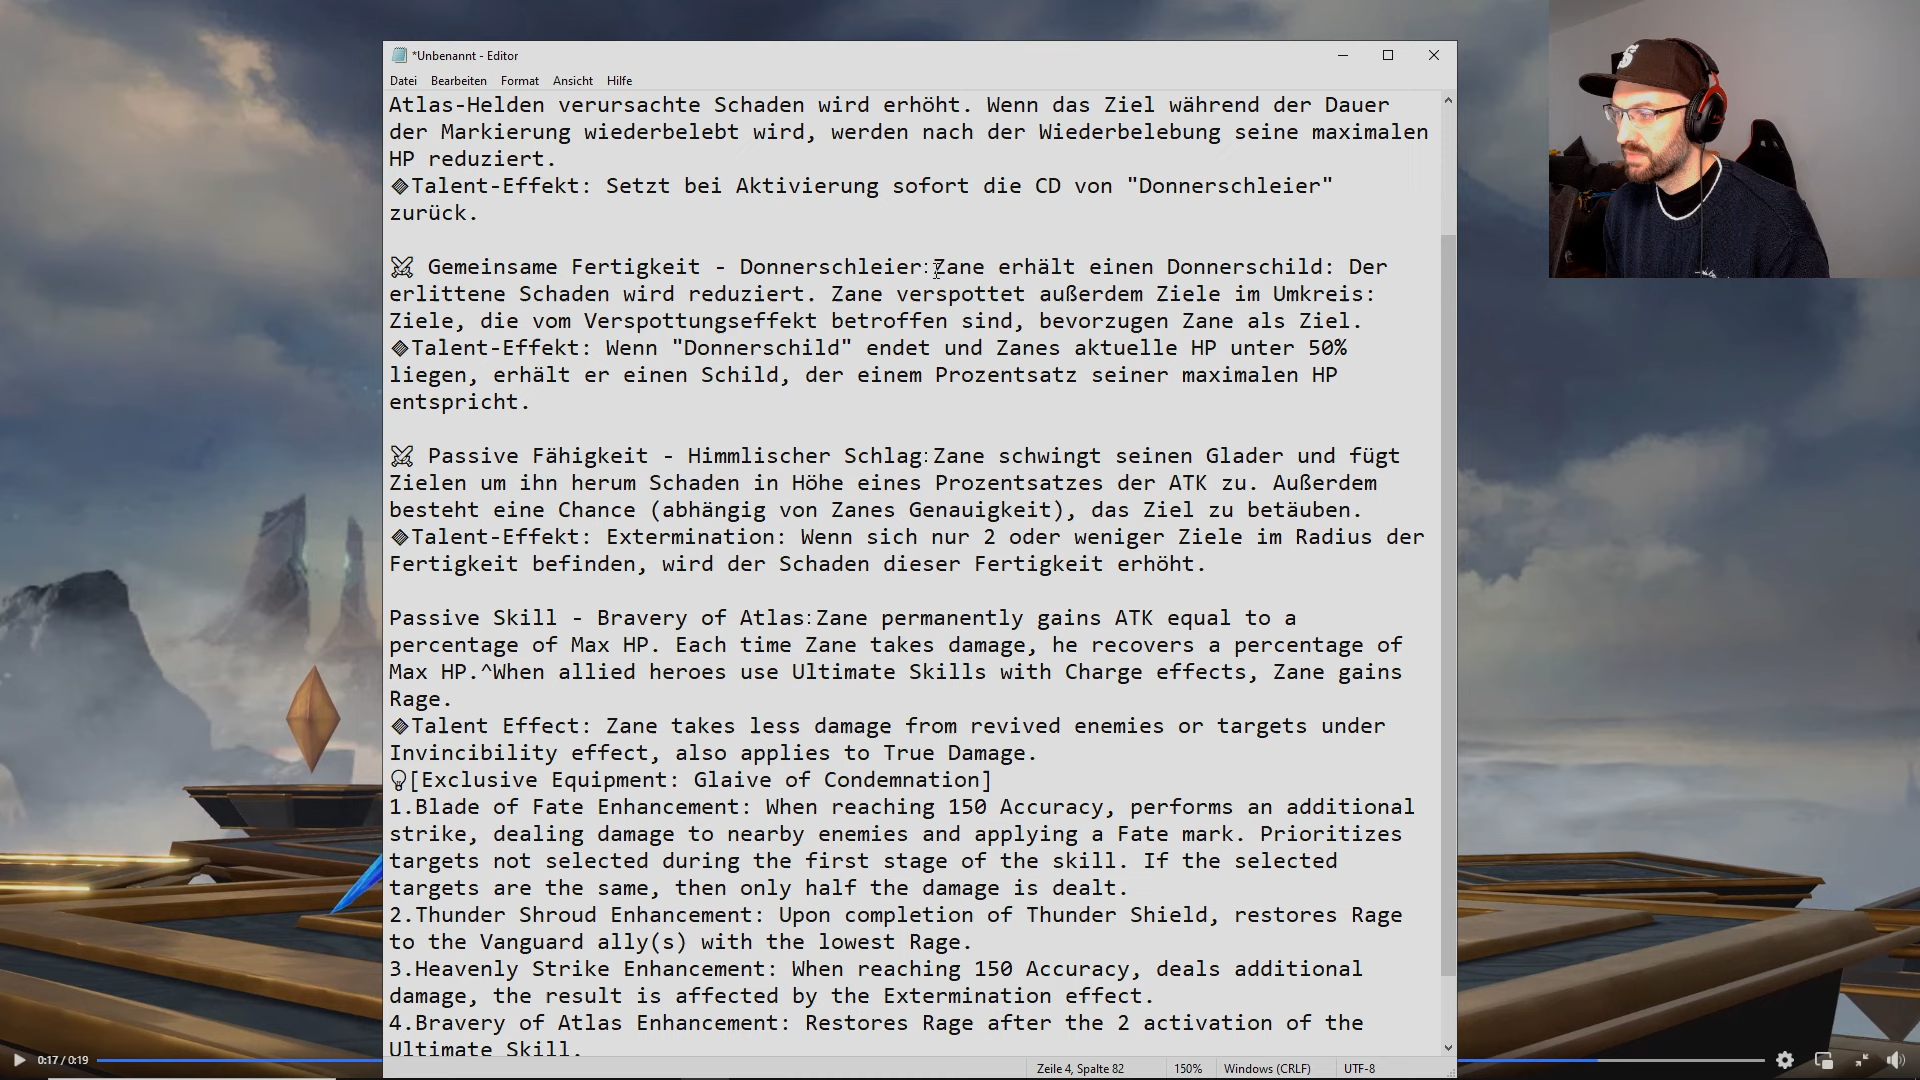 *Unbenannt - Editor
Datei Bearbeiten Format Ansicht Hilfe
Atlas-Helden verursachte Schaden wird erhöht. Wenn das Ziel während der Dauer
der Markierung wiederbelebt wird, werden nach der Wiederbelebung seine maximalen
HP reduziert.
◈Talent-Effekt: Setzt bei Aktivierung sofort die CD von "Donnerschleier"
zurück.
⚔ Gemeinsame Fertigkeit - Donnerschleier:Zane erhält einen Donnerschild: Der
erlittene Schaden wird reduziert. Zane verspottet außerdem Ziele im Umkreis:
Ziele, die vom Verspottungseffekt betroffen sind, bevorzugen Zane als Ziel.
◈Talent-Effekt: Wenn "Donnerschild" endet und Zanes aktuelle HP unter 50%
liegen, erhält er einen Schild, der einem Prozentsatz seiner maximalen HP
entspricht.
⚔ Passive Fähigkeit - Himmlischer Schlag:Zane schwingt seinen Glader und fügt
Zielen um ihn herum Schaden in Höhe eines Prozentsatzes der ATK zu. Außerdem
besteht eine Chance (abhängig von Zanes Genauigkeit), das Ziel zu betäuben.
◈Talent-Effekt: Extermination: Wenn sich nur 2 oder weniger Ziele im Radius der
Fertigkeit befinden, wird der Schaden dieser Fertigkeit erhöht.
Passive Skill - Bravery of Atlas:Zane permanently gains ATK equal to a
percentage of Max HP. Each time Zane takes damage, he recovers a percentage of
Max HP.^When allied heroes use Ultimate Skills with Charge effects, Zane gains
Rage.
◈Talent Effect: Zane takes less damage from revived enemies or targets under
Invincibility effect, also applies to True Damage.
💡[Exclusive Equipment: Glaive of Condemnation]
1.Blade of Fate Enhancement: When reaching 150 Accuracy, performs an additional
strike, dealing damage to nearby enemies and applying a Fate mark. Prioritizes
targets not selected during the first stage of the skill. If the selected
targets are the same, then only half the damage is dealt.
2.Thunder Shroud Enhancement: Upon completion of Thunder Shield, restores Rage
to the Vanguard ally(s) with the lowest Rage.
3.Heavenly Strike Enhancement: When reaching 150 Accuracy, deals additional
damage, the result is affected by the Extermination effect.
4.Bravery of Atlas Enhancement: Restores Rage after the 2 activation of the
Ultimate Skill.
Zeile 4, Spalte 82 150% Windows (CRLF) UTF-8
0:17 / 0:19